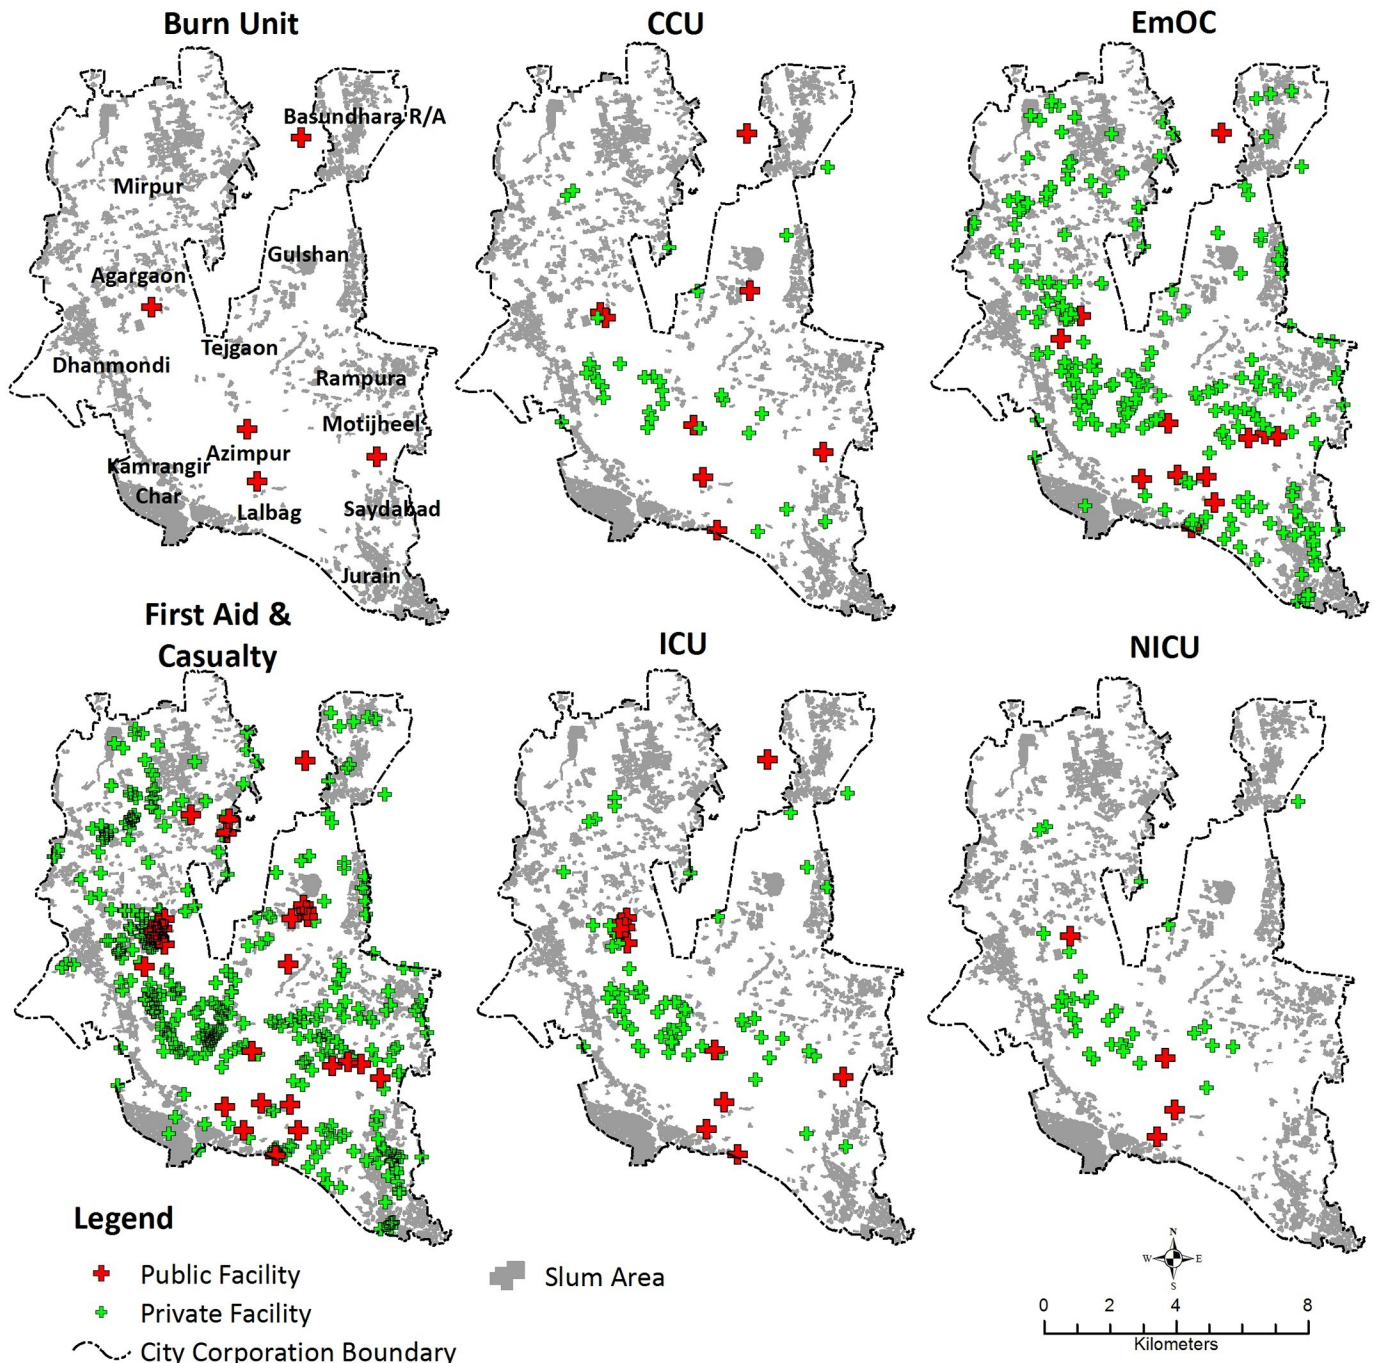 Burn Unit
CCU
EmOC
Basundhara R/A
Mirpur
Gulshan
Agargaon
Tejgaon
Dhanmondi
Rampura
Motijheel
Azimpur
Kamrangir
Char
Lalbag
Saydabad
Jurain
First Aid &
Casualty
ICU
NICU
Legend
Public Facility
Private Facility
City Corporation Boundary
Slum Area
N
W E
S
0 2 4 8
Kilometers